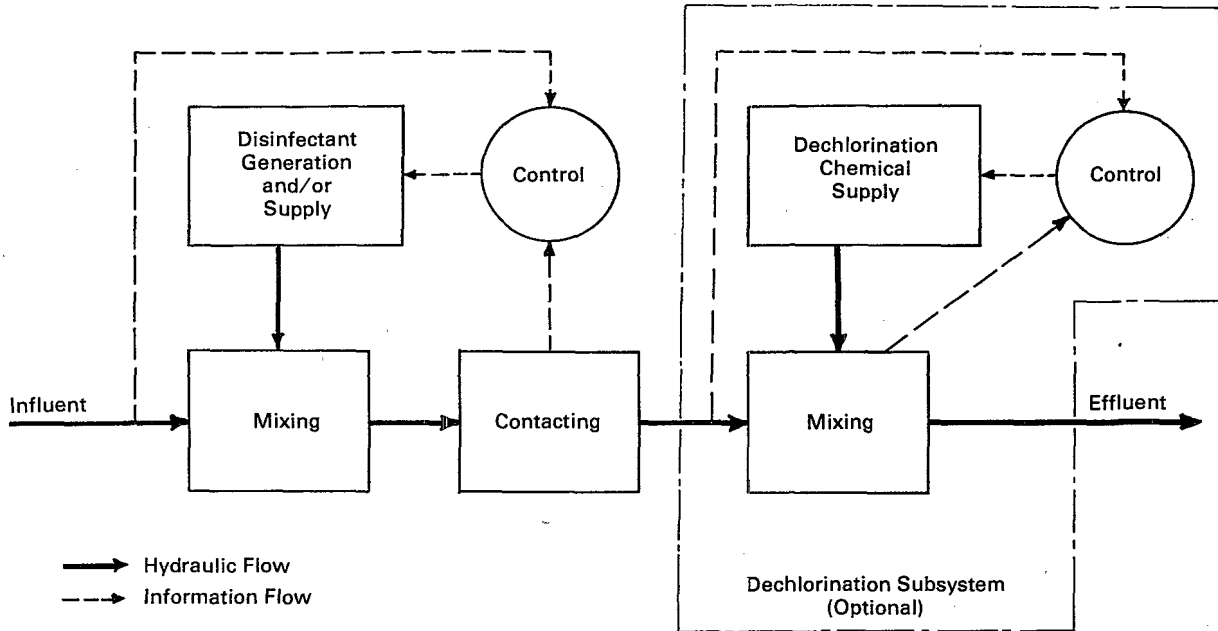 Disinfectant
Generation
and/or
Supply
Control
Dechlorination
Chemical
Supply
Control
Influent
Mixing
Contacting
Mixing
Effluent
Hydraulic Flow
Information Flow
Dechlorination Subsystem
(Optional)